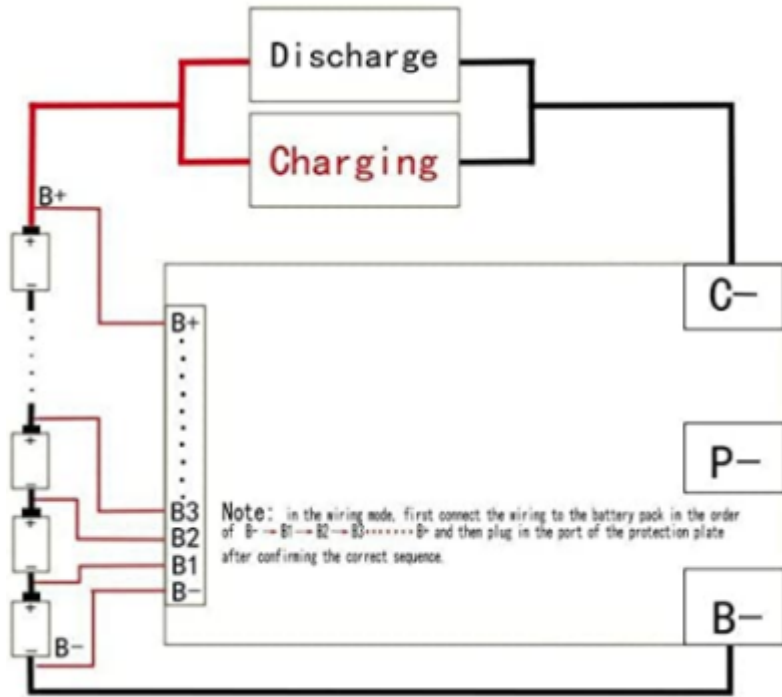 Discharge
Charging
B+
+
−
C−
B+
P−
+
−
B3
Note: in the wiring mode, first connect the wiring to the battery pack in the order
B2
of B- → B1 → B2 → B3 ········ B+ and then plug in the port of the protection plate
+
−
B1
after confirming the correct sequence.
B−
+
−
B−
B−